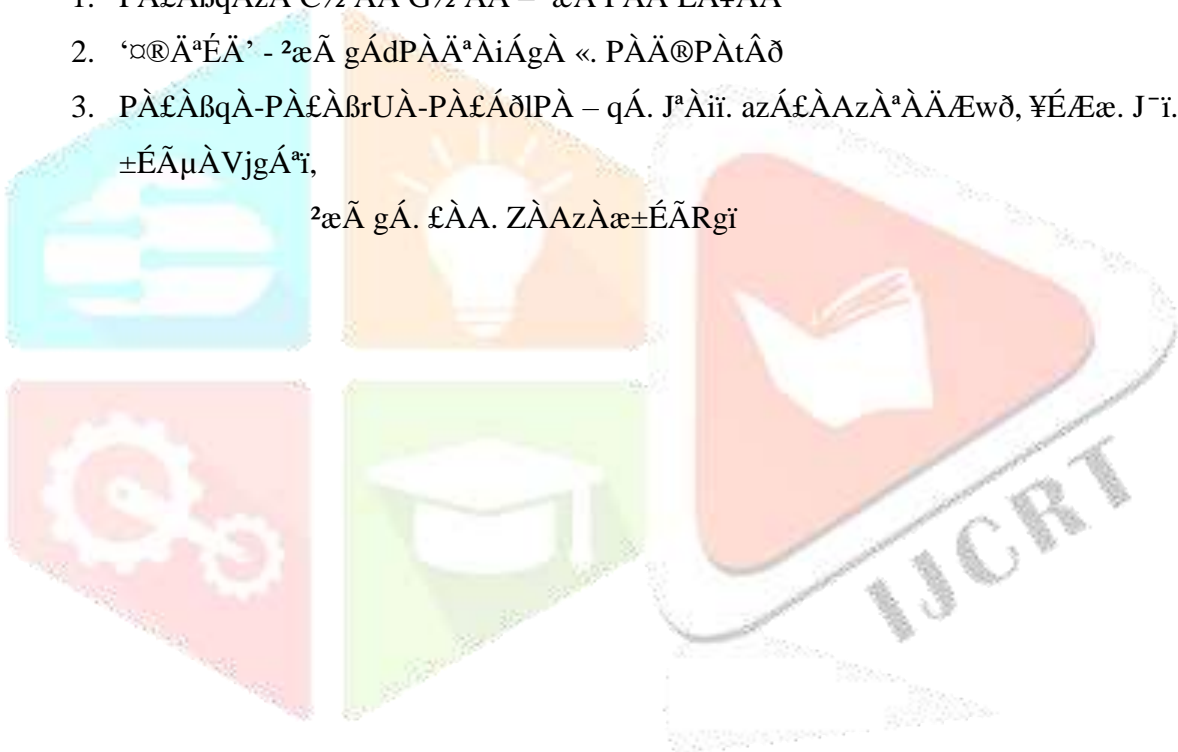 2. ‘¤®ÄªÉÄ’ - ²æÃ gÁdPÀÄªÀiÁgÀ «. PÀÄ®PÀtÂð
3. PÀ£ÀßqÀ-PÀ£ÀßrUÀ-PÀ£ÁðlPÀ – qÁ. JªÀiï. azÁ£ÀAzÀªÀÄÆwð, ¥ÉÆæ. J¯ï.
±ÉÃµÀVjgÁªï,
²æÃ gÁ. £ÀA. ZÀAzÀæ±ÉÃRgï
IJCRT